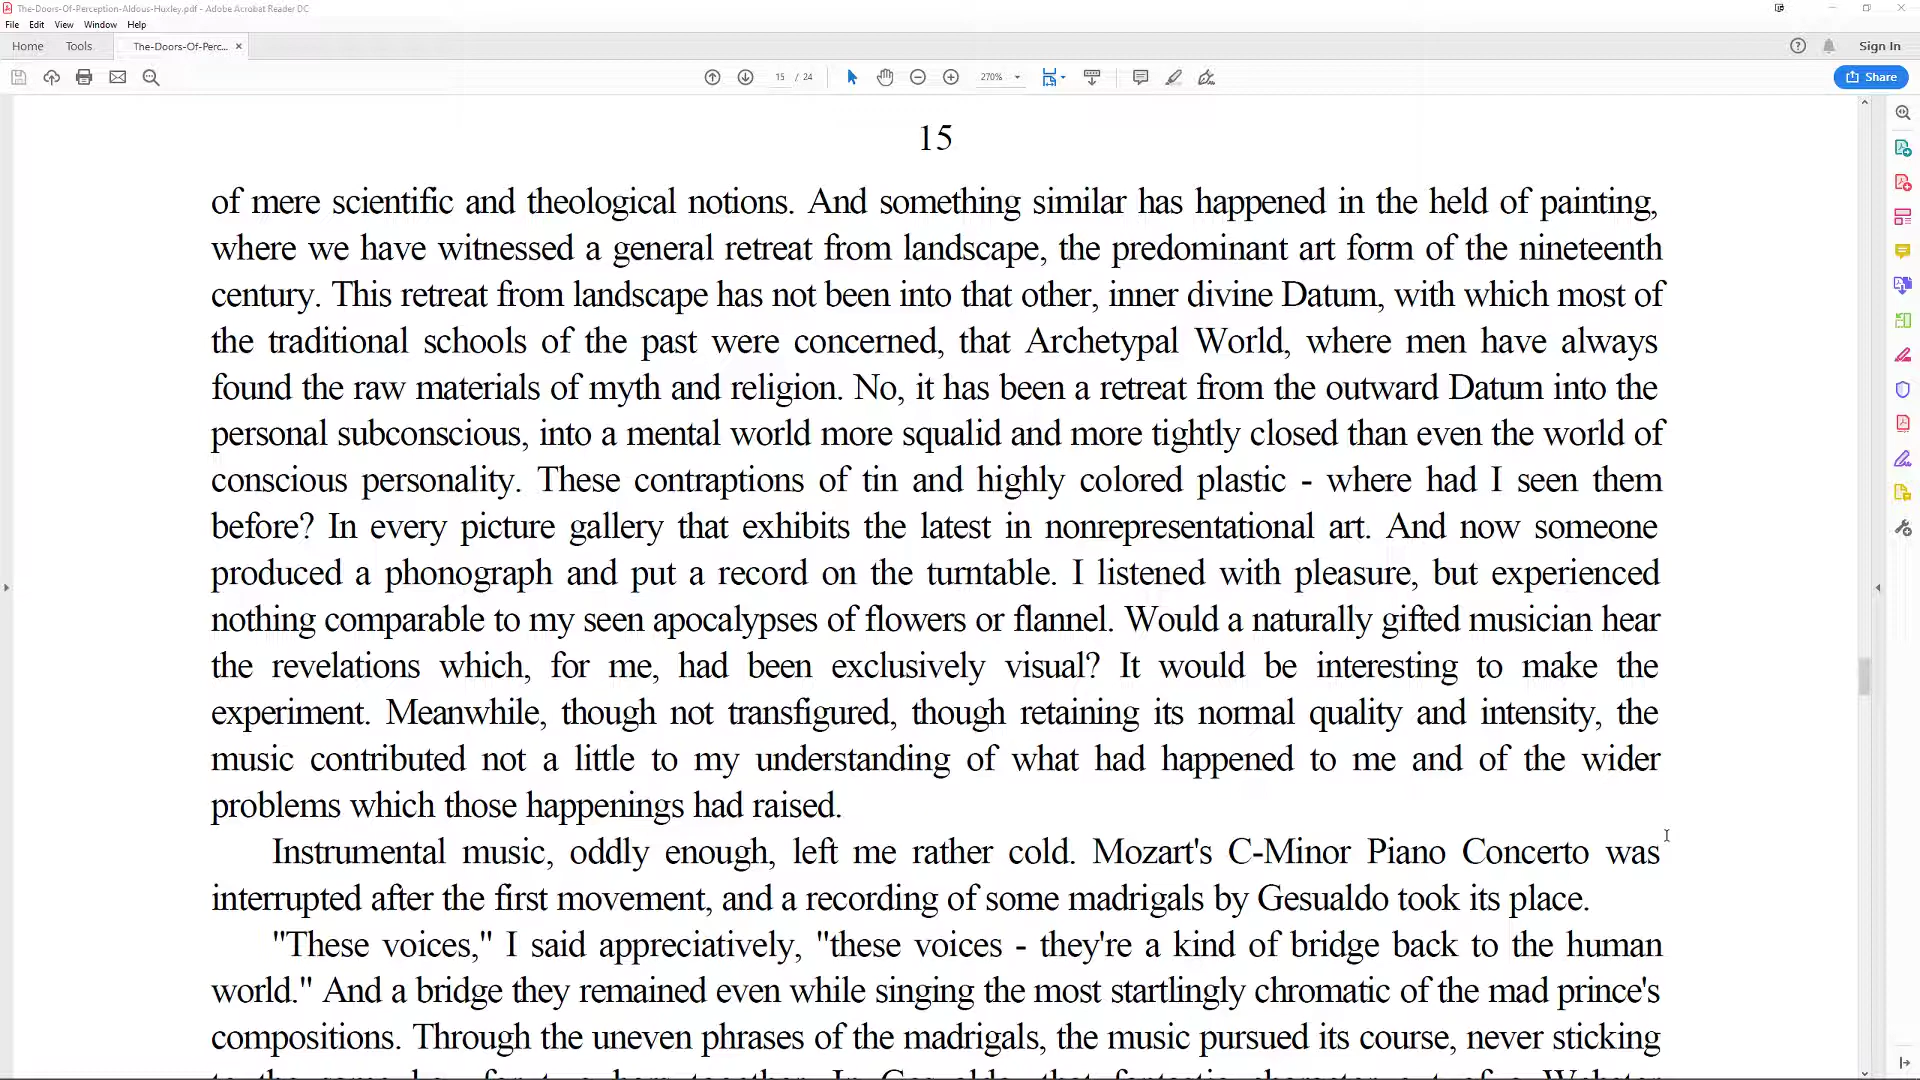 The-Doors-Of-Perception-Aldous-Huxley.pdf - Adobe Acrobat Reader DC
File Edit View Window Help
Home Tools The-Doors-Of-Perc... × Sign In
15 / 24 270% Share
15
of mere scientific and theological notions. And something similar has happened in the held of painting,
where we have witnessed a general retreat from landscape, the predominant art form of the nineteenth
century. This retreat from landscape has not been into that other, inner divine Datum, with which most of
the traditional schools of the past were concerned, that Archetypal World, where men have always
found the raw materials of myth and religion. No, it has been a retreat from the outward Datum into the
personal subconscious, into a mental world more squalid and more tightly closed than even the world of
conscious personality. These contraptions of tin and highly colored plastic - where had I seen them
before? In every picture gallery that exhibits the latest in nonrepresentational art. And now someone
produced a phonograph and put a record on the turntable. I listened with pleasure, but experienced
nothing comparable to my seen apocalypses of flowers or flannel. Would a naturally gifted musician hear
the revelations which, for me, had been exclusively visual? It would be interesting to make the
experiment. Meanwhile, though not transfigured, though retaining its normal quality and intensity, the
music contributed not a little to my understanding of what had happened to me and of the wider
problems which those happenings had raised.
Instrumental music, oddly enough, left me rather cold. Mozart's C-Minor Piano Concerto was
interrupted after the first movement, and a recording of some madrigals by Gesualdo took its place.
"These voices," I said appreciatively, "these voices - they're a kind of bridge back to the human
world." And a bridge they remained even while singing the most startlingly chromatic of the mad prince's
compositions. Through the uneven phrases of the madrigals, the music pursued its course, never sticking